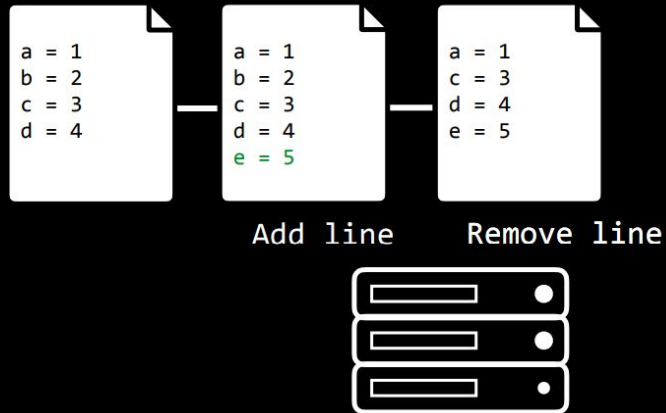 a = 1
b = 2
c = 3
d = 4
a = 1
b = 2
c = 3
d = 4
e = 5
a = 1
c = 3
d = 4
e = 5
Add line
Remove line